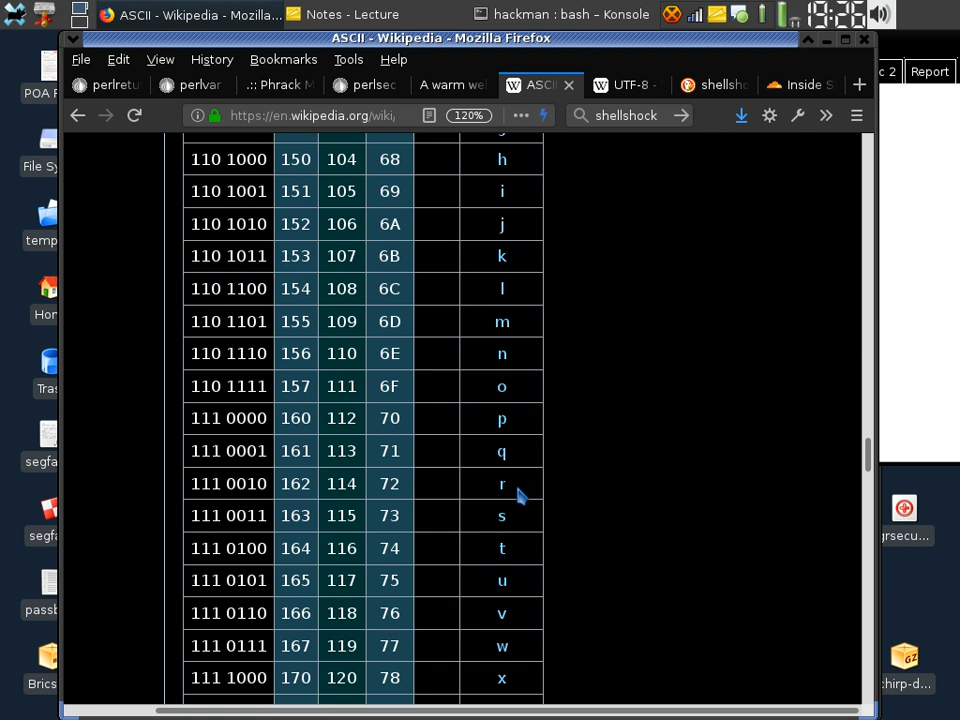 ASCII - Wikipedia - Mozilla...
Notes - Lecture
hackman : bash – Konsole
19:26
ASCII - Wikipedia - Mozilla Firefox
File Edit View History Bookmarks Tools Help
perlretu perlvar .:: Phrack M perlsec A warm wel ASCI UTF-8 - shellsho Inside S
https://en.wikipedia.org/wiki, 120% shellshock
c 2 Report
POA F
File Sy
temp
Hon
Tras
segfa
segfa
passb
Brics
grsecu...
chirp-d...
110 1000 150 104 68 h
110 1001 151 105 69 i
110 1010 152 106 6A j
110 1011 153 107 6B k
110 1100 154 108 6C l
110 1101 155 109 6D m
110 1110 156 110 6E n
110 1111 157 111 6F o
111 0000 160 112 70 p
111 0001 161 113 71 q
111 0010 162 114 72 r
111 0011 163 115 73 s
111 0100 164 116 74 t
111 0101 165 117 75 u
111 0110 166 118 76 v
111 0111 167 119 77 w
111 1000 170 120 78 x